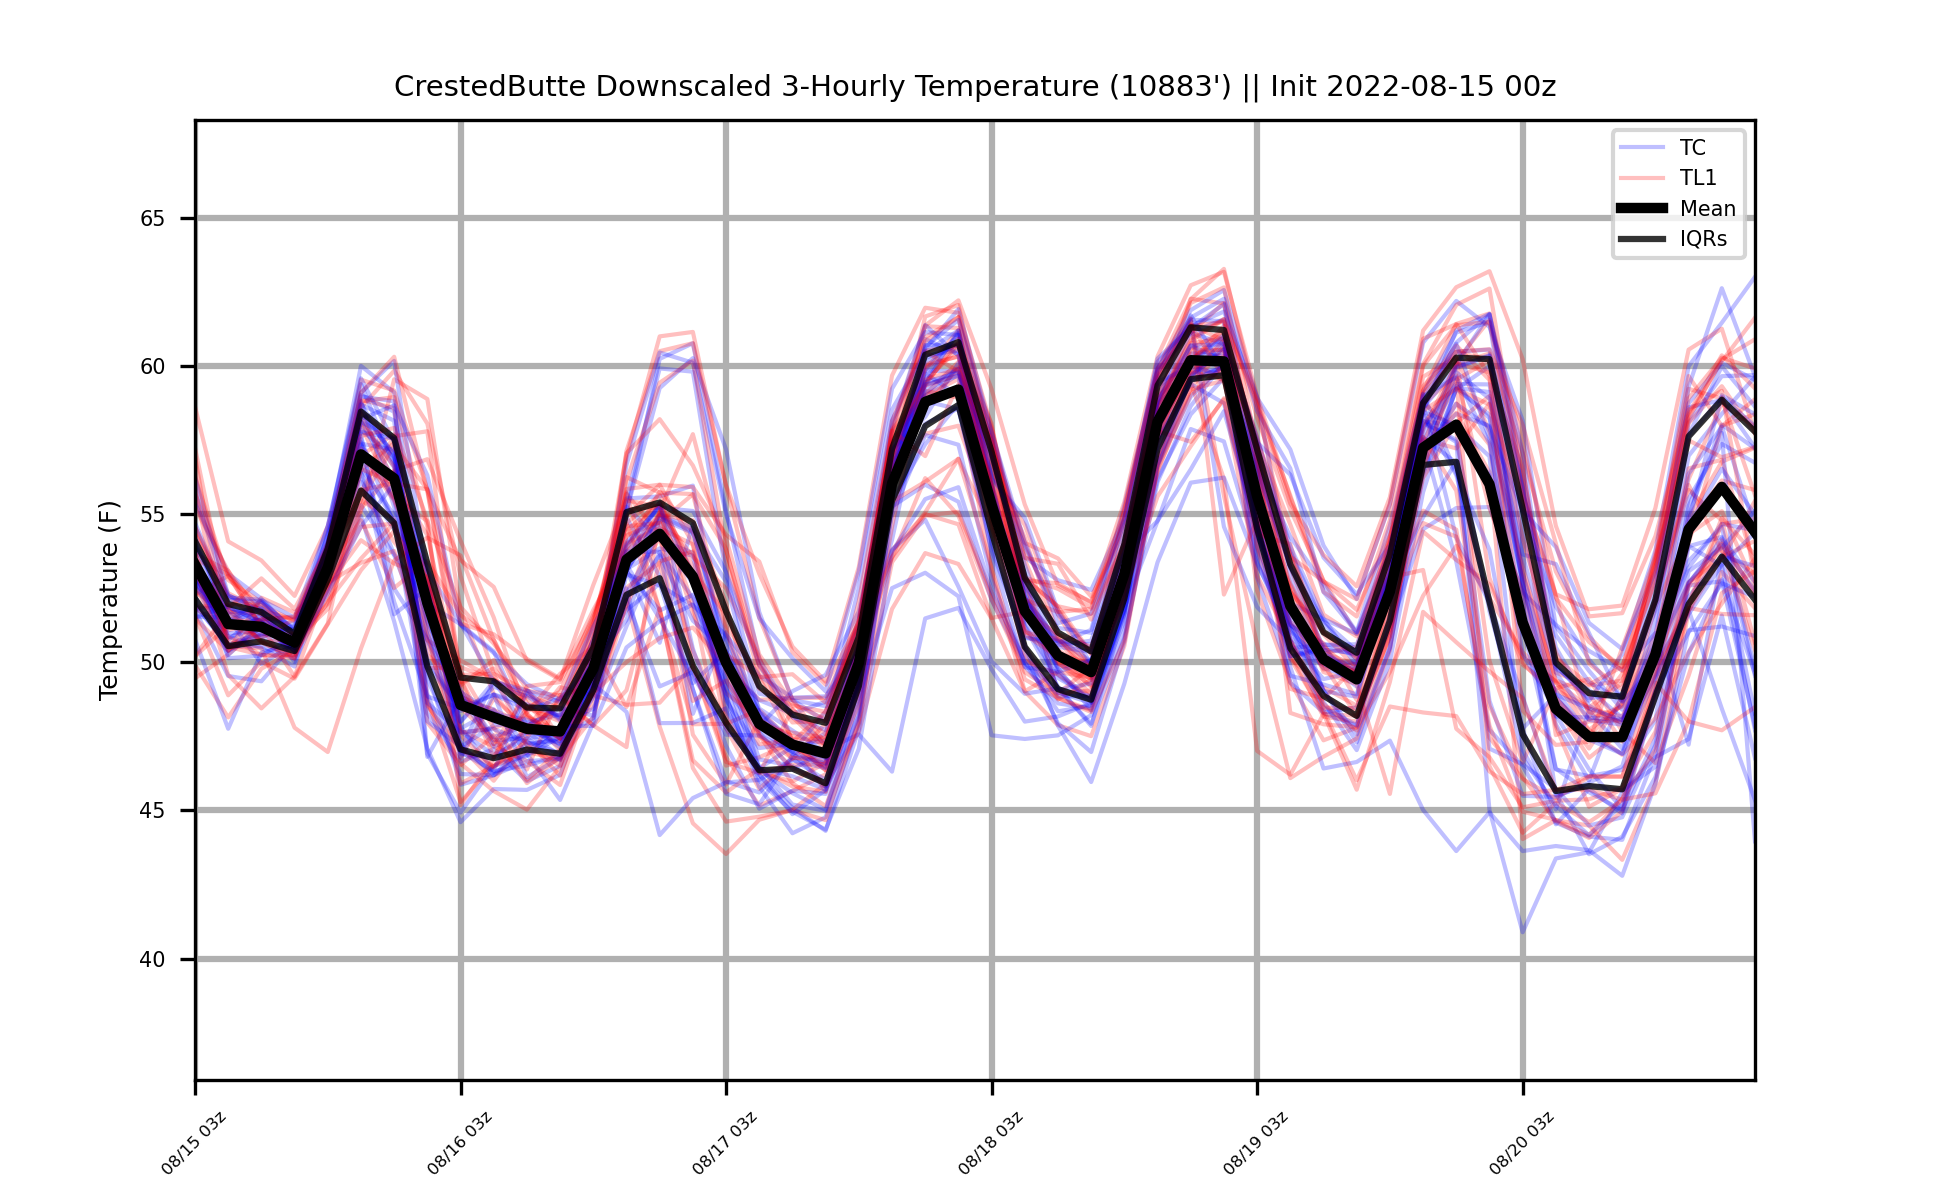 CrestedButte Downscaled 3-Hourly Temperature (10883') || Init 2022-08-15 00z
TC
TL1
Mean
IQRs
Temperature (F)
65
60
55
50
45
40
08/15 03z
08/16 03z
08/17 03z
08/18 03z
08/19 03z
08/20 03z